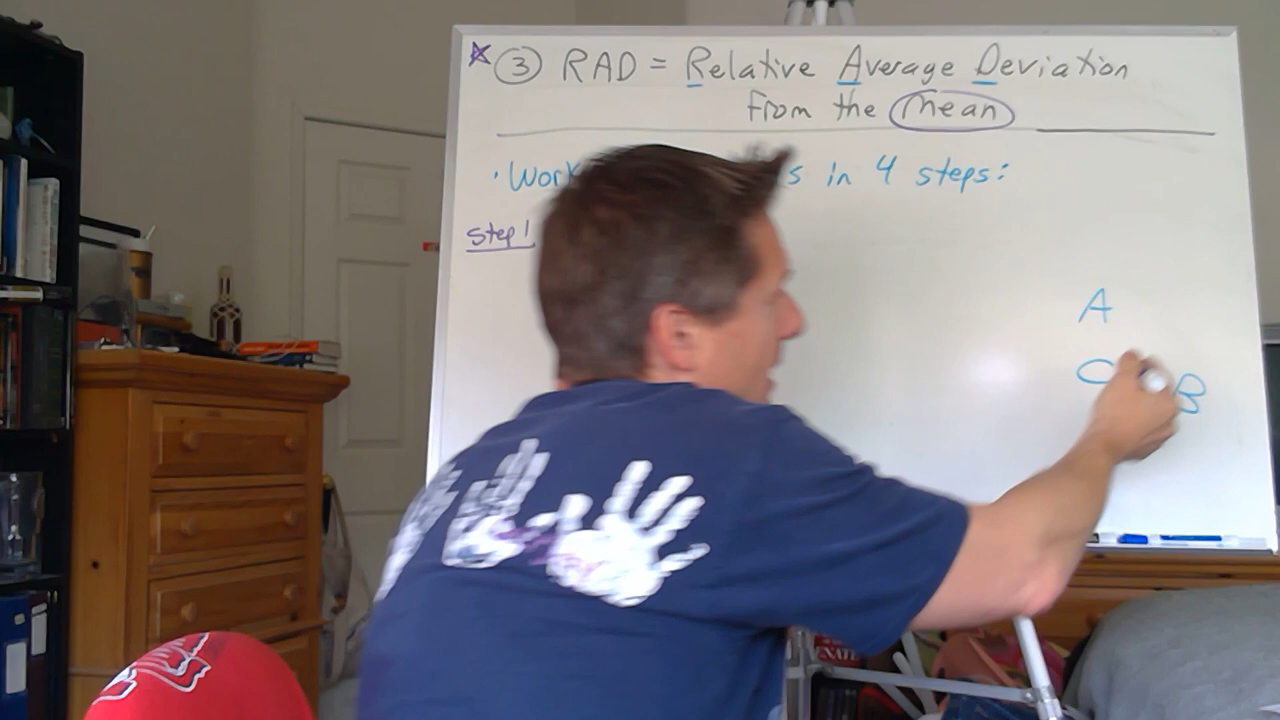 ③ RAD = Relative Average Deviation
From the Mean
· Work s in 4 steps:
Step 1
A
C
B